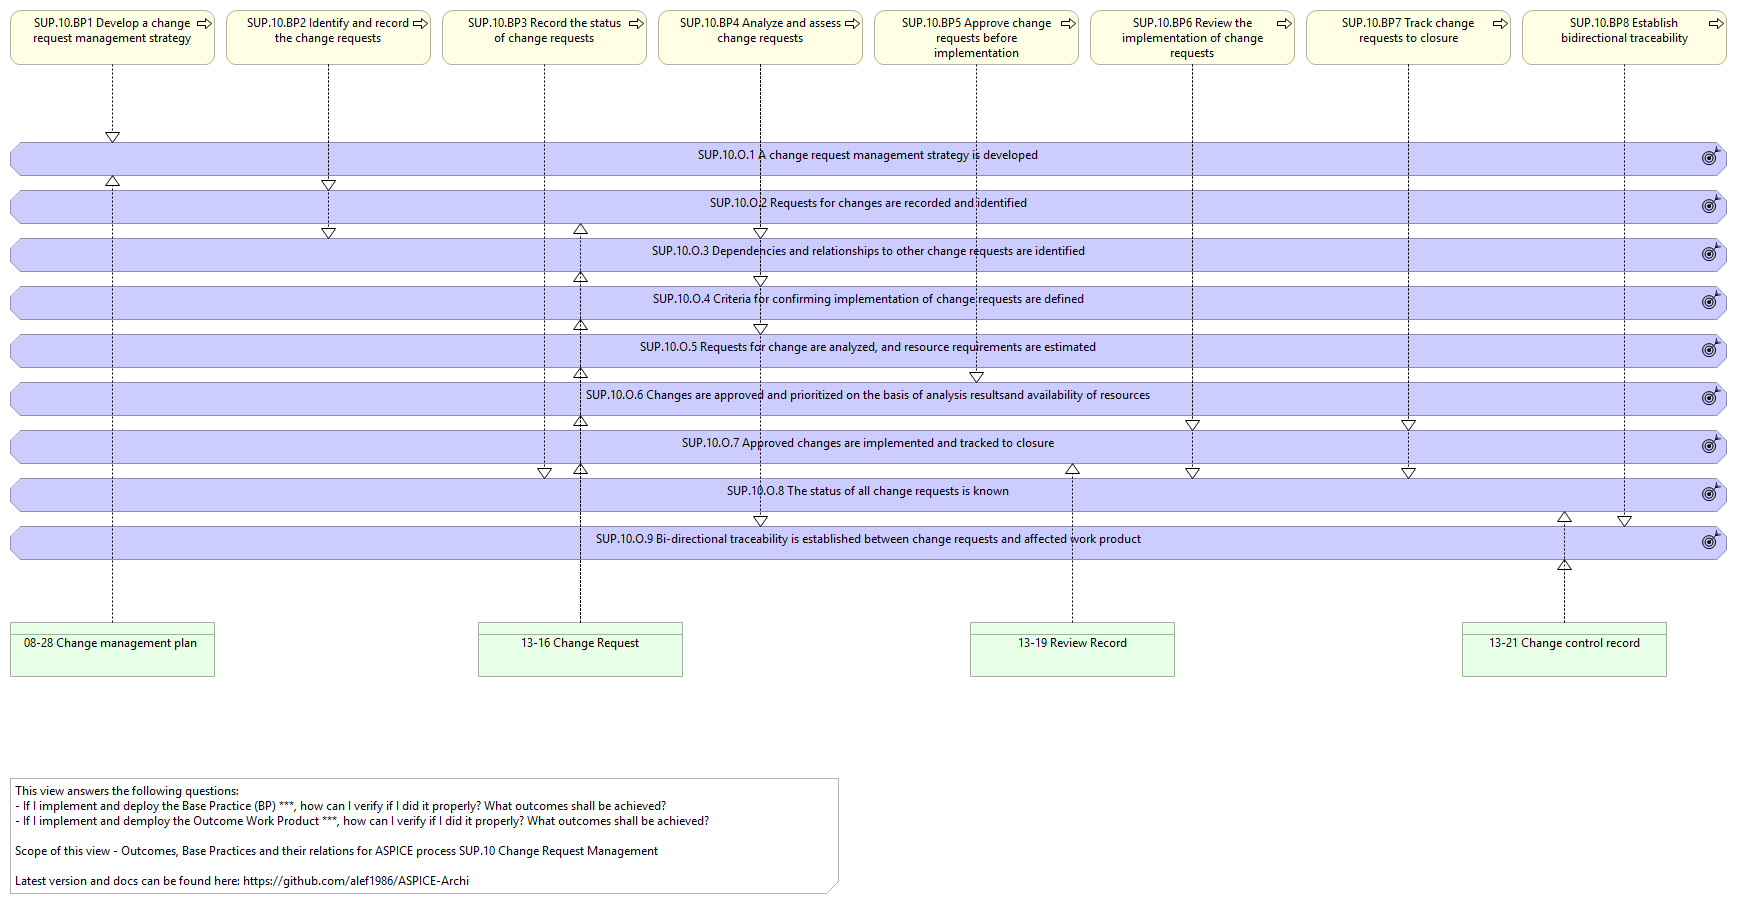 SUP.10.BP1 Develop a change
request management strategy
SUP.10.BP2 Identify and record
the change requests
SUP.10.BP3 Record the status
of change requests
SUP.10.BP4 Analyze and assess
change requests
SUP.10.BP5 Approve change
requests before
implementation
SUP.10.BP6 Review the
implementation of change
requests
SUP.10.BP7 Track change
requests to closure
SUP.10.BP8 Establish
bidirectional traceability
SUP.10.O.1 A change request management strategy is developed
SUP.10.O.2 Requests for changes are recorded and identified
SUP.10.O.3 Dependencies and relationships to other change requests are identified
SUP.10.O.4 Criteria for confirming implementation of change requests are defined
SUP.10.O.5 Requests for change are analyzed, and resource requirements are estimated
SUP.10.O.6 Changes are approved and prioritized on the basis of analysis resultsand availability of resources
SUP.10.O.7 Approved changes are implemented and tracked to closure
SUP.10.O.8 The status of all change requests is known
SUP.10.O.9 Bi-directional traceability is established between change requests and affected work product
08-28 Change management plan
13-16 Change Request
13-19 Review Record
13-21 Change control record
This view answers the following questions:
- If I implement and deploy the Base Practice (BP) ***, how can I verify if I did it properly? What outcomes shall be achieved?
- If I implement and demploy the Outcome Work Product ***, how can I verify if I did it properly? What outcomes shall be achieved?
Scope of this view - Outcomes, Base Practices and their relations for ASPICE process SUP.10 Change Request Management
Latest version and docs can be found here: https://github.com/alef1986/ASPICE-Archi